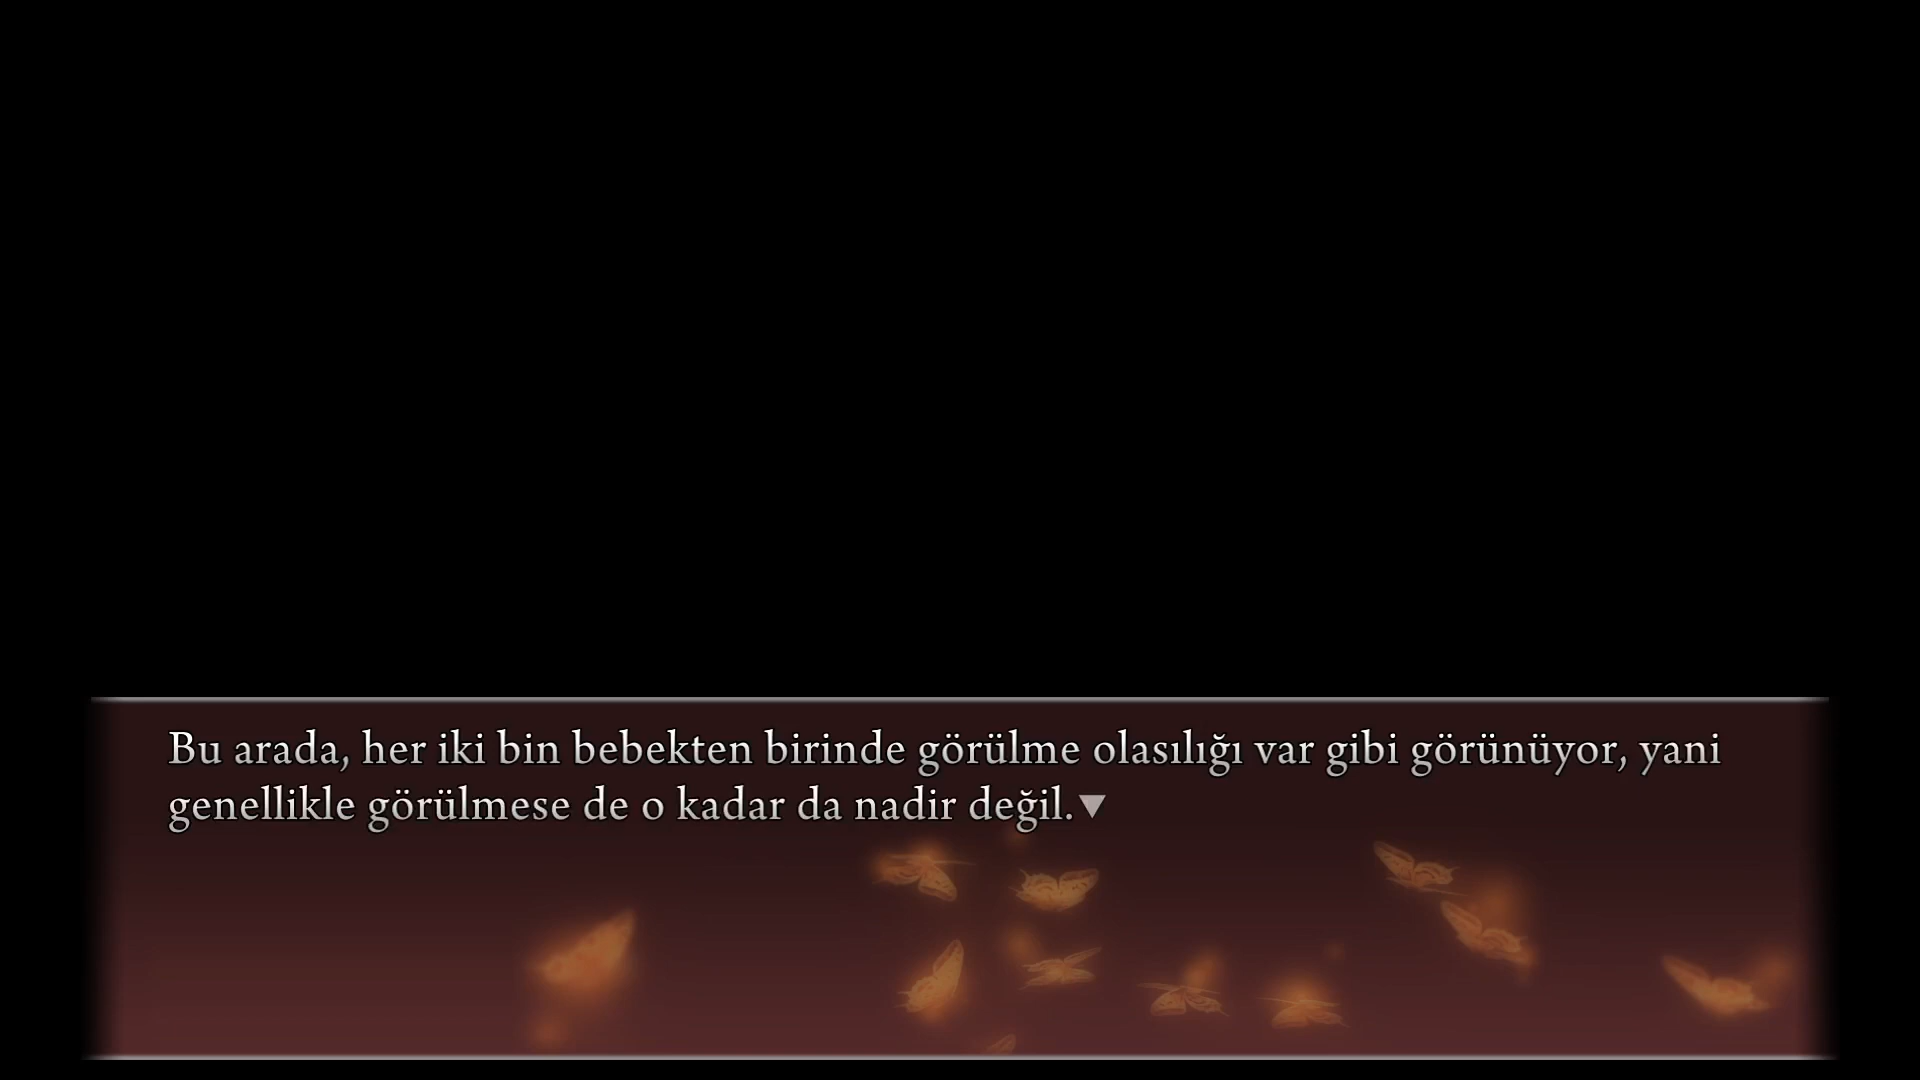 Bu arada, her iki bin bebekten birinde görülme olasılığı var gibi görünüyor, yani
genellikle görülmese de o kadar da nadir değil.▼